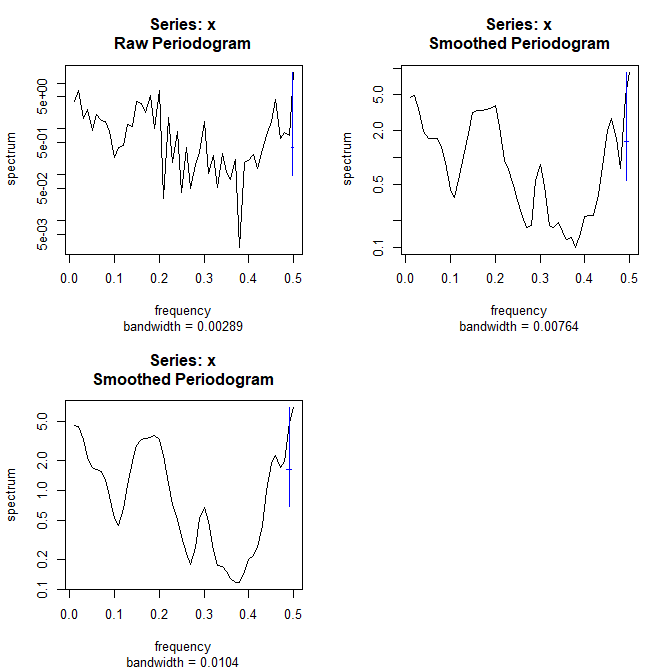 Series: x
Raw Periodogram
spectrum
5e-03 5e-02 5e-01 5e+00
0.0 0.1 0.2 0.3 0.4 0.5
frequency
bandwidth = 0.00289
Series: x
Smoothed Periodogram
spectrum
0.1 0.5 2.0 5.0
0.0 0.1 0.2 0.3 0.4 0.5
frequency
bandwidth = 0.00764
Series: x
Smoothed Periodogram
spectrum
0.1 0.2 0.5 1.0 2.0 5.0
0.0 0.1 0.2 0.3 0.4 0.5
frequency
bandwidth = 0.0104